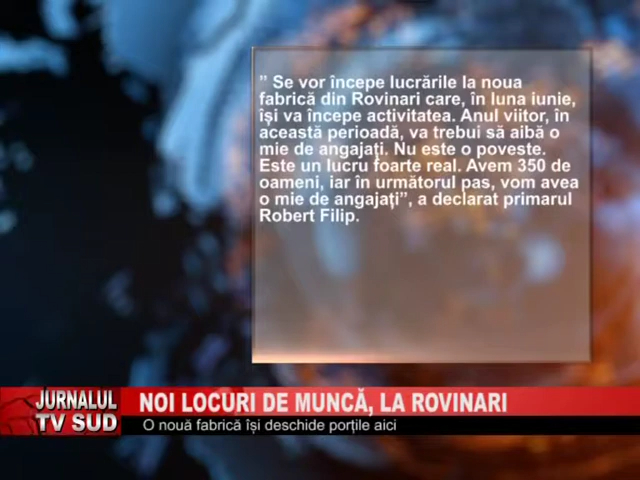 ” Se vor începe lucrările la noua
fabrică din Rovinari care, în luna iunie,
își va începe activitatea. Anul viitor, în
această perioadă, va trebui să aibă o
mie de angajați. Nu este o poveste.
Este un lucru foarte real. Avem 350 de
oameni, iar în următorul pas, vom avea
o mie de angajați”, a declarat primarul
Robert Filip.
JURNALUL
TV SUD
NOI LOCURI DE MUNCĂ, LA ROVINARI
O nouă fabrică își deschide porțile aici